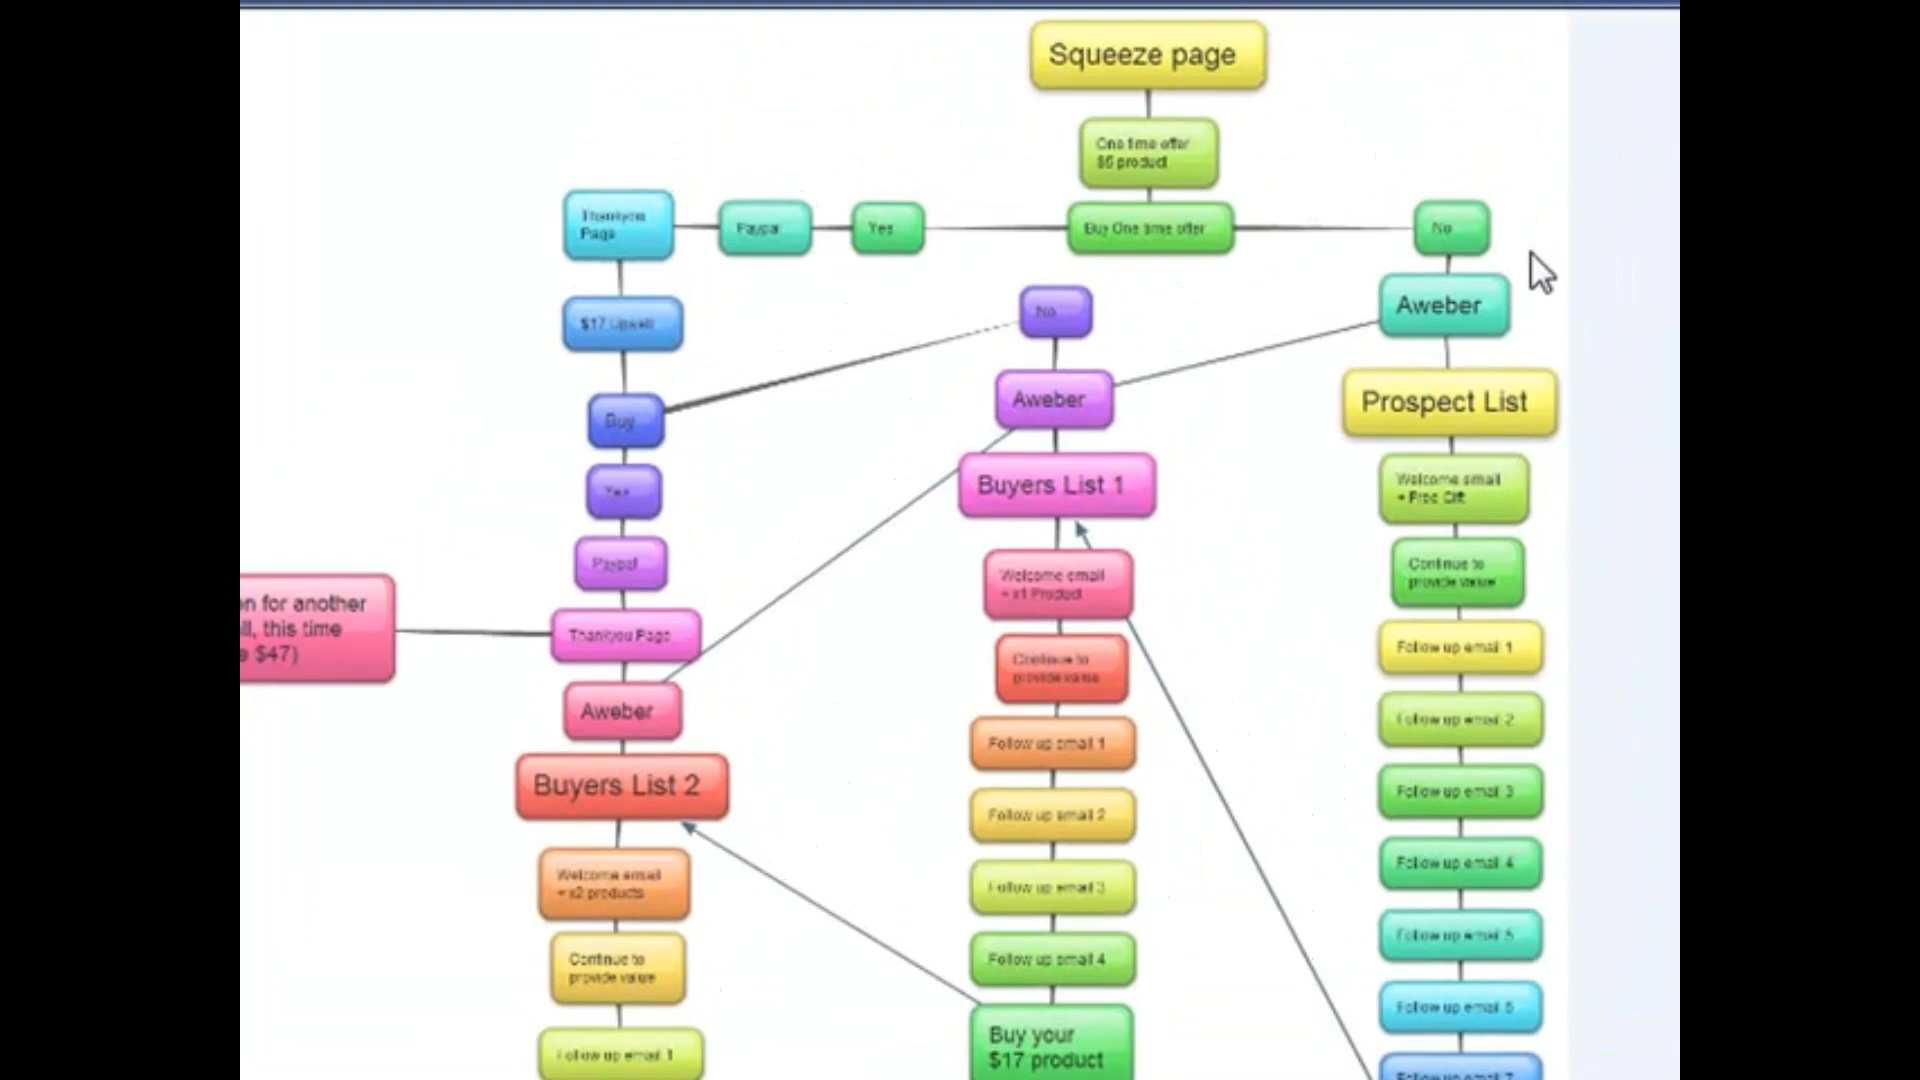 Squeeze page
One time offer
$5 product
Thankyou
Page
Paypal
Yes
Buy One time offer
No
$17 Upsell
No
Aweber
Buy
Aweber
Prospect List
Yes
Buyers List 1
Welcome email
+ Free Gift
Paypal
Welcome email
+ x1 Product
Continue to
provide value
on for another
ll, this time
e $47)
Thankyou Page
Continue to
provide value
Follow up email 1
Aweber
Follow up email 1
Follow up email 2
Buyers List 2
Follow up email 2
Follow up email 3
Welcome email
+ x2 products
Follow up email 3
Follow up email 4
Continue to
provide value
Follow up email 4
Follow up email 5
Follow up email 1
Buy your
$17 product
Follow up email 6
Follow up email 7